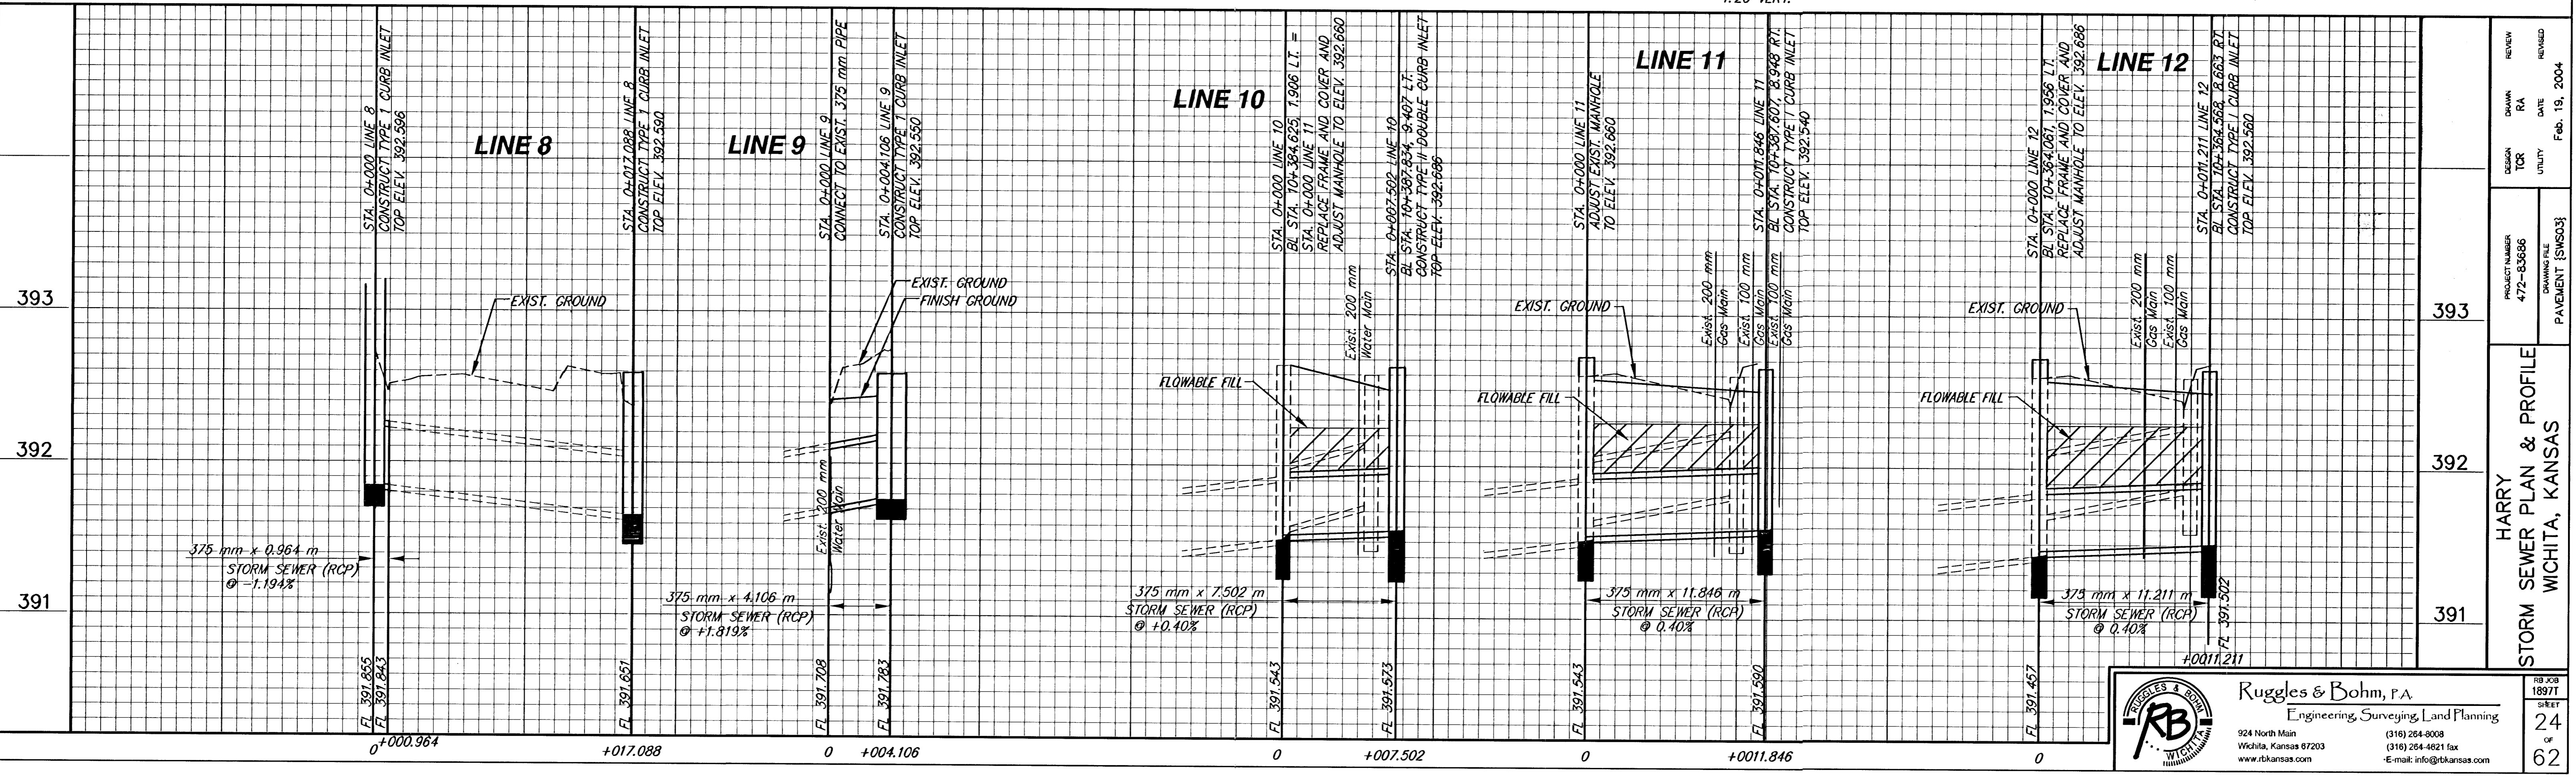 LINE 8
STA. 0+000 LINE 8
CONSTRUCT TYPE 1 CURB INLET
TOP ELEV. 392.596
STA. 0+017.088 LINE 8
CONSTRUCT TYPE 1 CURB INLET
TOP ELEV. 392.590
EXIST. GROUND
375 mm x 0.964 m
STORM SEWER (RCP)
@ -1.194%
FL 391.855
FL 391.843
FL 391.651
0
+000.964
+017.088
LINE 9
STA. 0+000 LINE 9
CONNECT TO EXIST. 375 mm PIPE
STA. 0+004.106 LINE 9
CONSTRUCT TYPE 1 CURB INLET
TOP ELEV. 392.550
EXIST. GROUND
FINISH GROUND
Exist. 200 mm
Water Main
375 mm x 4.106 m
STORM SEWER (RCP)
@ +1.819%
FL 391.708
FL 391.783
0
+004.106
LINE 10
STA. 0+000 LINE 10
BL STA. 10+384.625, 1.906 LT. =
STA. 0+000 LINE 11
REPLACE FRAME AND COVER AND
ADJUST MANHOLE TO ELEV. 392.660
STA. 0+007.502 LINE 10
BL STA. 10+387.834, 9.407 LT.
CONSTRUCT TYPE II DOUBLE CURB INLET
TOP ELEV. 392.686
Exist. 200 mm
Water Main
FLOWABLE FILL
375 mm x 7.502 m
STORM SEWER (RCP)
@ +0.40%
FL 391.543
FL 391.573
0
+007.502
LINE 11
STA. 0+000 LINE 11
ADJUST EXIST. MANHOLE
TO ELEV. 392.660
STA. 0+011.846 LINE 11
BL STA. 10+387.607, 8.948 RT.
CONSTRUCT TYPE I CURB INLET
TOP ELEV. 392.540
Exist. 200 mm
Gas Main
Exist. 100 mm
Gas Main
Exist. 100 mm
Gas Main
EXIST. GROUND
FLOWABLE FILL
375 mm x 11.846 m
STORM SEWER (RCP)
@ 0.40%
FL 391.543
FL 391.590
0
+0011.846
LINE 12
STA. 0+000 LINE 12
BL STA. 10+364.061, 1.956 LT.
REPLACE FRAME AND COVER AND
ADJUST MANHOLE TO ELEV. 392.686
STA. 0+011.211 LINE 12
BL STA. 10+364.568, 8.663 RT.
CONSTRUCT TYPE I CURB INLET
TOP ELEV. 392.560
Exist. 200 mm
Gas Main
Exist. 100 mm
Gas Main
EXIST. GROUND
FLOWABLE FILL
375 mm x 11.211 m
STORM SEWER (RCP)
@ 0.40%
FL 391.457
FL 391.502
0
+0011.211
393
392
391
393
392
391
DESIGN
TCR
DRAWN
RA
REVIEW
UTILITY
DATE
Feb. 19, 2004
REVISED
PROJECT NUMBER
472-83686
DRAWING FILE
PAVEMENT {SWS03}
HARRY
STORM SEWER PLAN & PROFILE
WICHITA, KANSAS
RUGGLES & BOHM
RB
WICHITA
Ruggles & Bohm, P.A.
Engineering, Surveying, Land Planning
924 North Main
Wichita, Kansas 67203
www.rbkansas.com
(316) 264-8008
(316) 264-4621 fax
E-mail: info@rbkansas.com
RB JOB
1897T
SHEET
24
OF
62